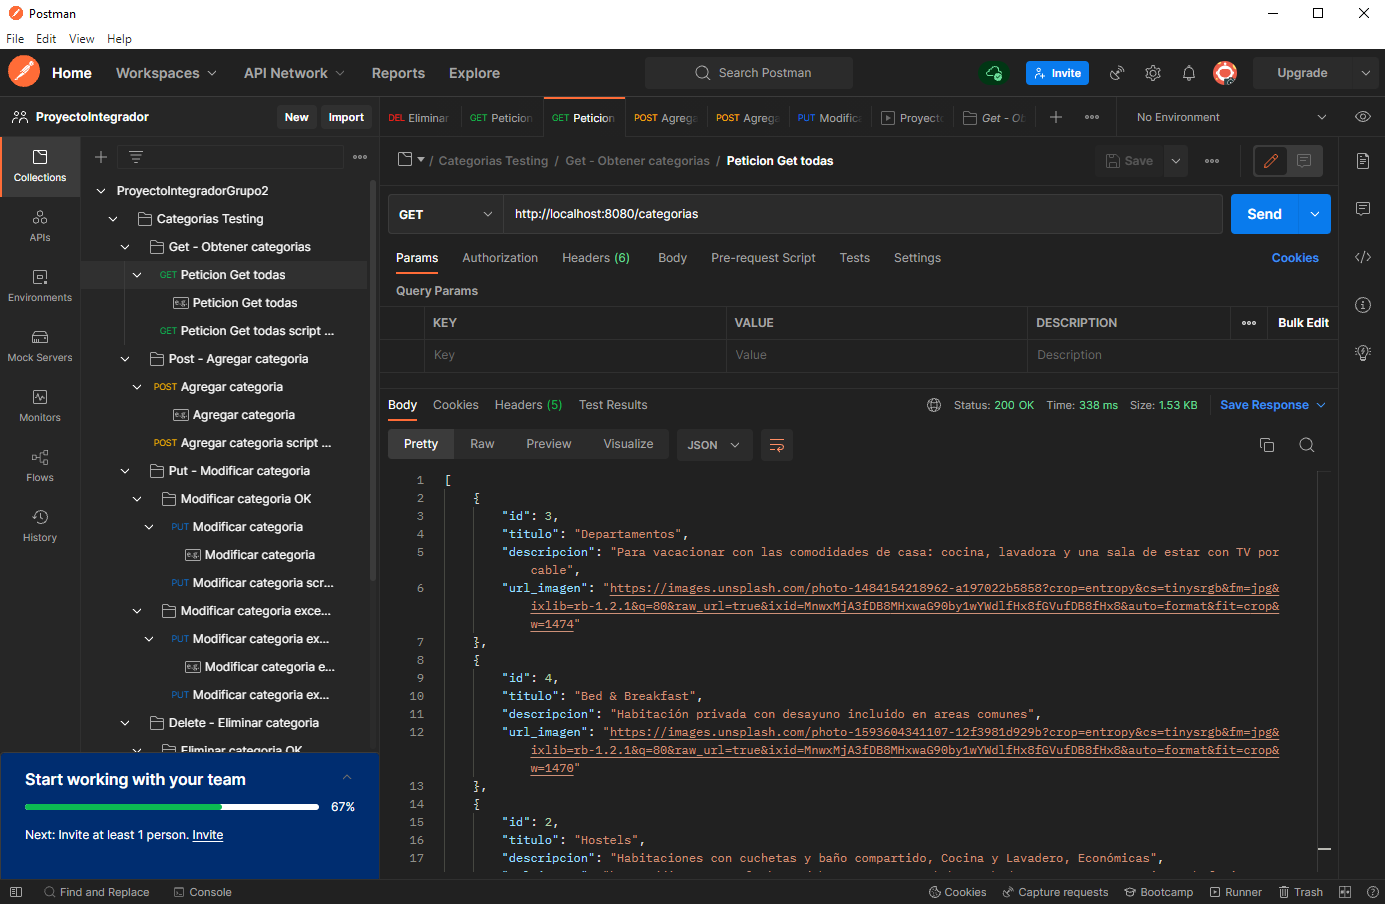 Postman
File Edit View Help
Home Workspaces API Network Reports Explore Search Postman Invite Upgrade
ProyectoIntegrador New Import
DEL Eliminar GET Peticion GET Peticion POST Agrega POST Agrega PUT Modifica Proyecto Get - Ob No Environment
Collections
APIs
Environments
Mock Servers
Monitors
Flows
History
ProyectoIntegradorGrupo2
Categorias Testing
Get - Obtener categorias
GET Peticion Get todas
e.g. Peticion Get todas
GET Peticion Get todas script ...
Post - Agregar categoria
POST Agregar categoria
e.g. Agregar categoria
POST Agregar categoria script ...
Put - Modificar categoria
Modificar categoria OK
PUT Modificar categoria
e.g. Modificar categoria
PUT Modificar categoria scr...
Modificar categoria exce...
PUT Modificar categoria ex...
e.g. Modificar categoria e...
PUT Modificar categoria ex...
Delete - Eliminar categoria
Eliminar categoria OK
Start working with your team
67%
Next: Invite at least 1 person. Invite
/ Categorias Testing / Get - Obtener categorias / Peticion Get todas Save
GET http://localhost:8080/categorias Send
Params Authorization Headers (6) Body Pre-request Script Tests Settings Cookies
Query Params
KEY VALUE DESCRIPTION Bulk Edit
Key Value Description
Body Cookies Headers (5) Test Results Status: 200 OK Time: 338 ms Size: 1.53 KB Save Response
Pretty Raw Preview Visualize JSON
1 [
2 {
3 "id": 3,
4 "titulo": "Departamentos",
5 "descripcion": "Para vacacionar con las comodidades de casa: cocina, lavadora y una sala de estar con TV por
cable",
6 "url_imagen": "https://images.unsplash.com/photo-1484154218962-a197022b5858?crop=entropy&cs=tinysrgb&fm=jpg&
ixlib=rb-1.2.1&q=80&raw_url=true&ixid=MnwxMjA3fDB8MHxwaG90by1wYWdlfHx8fGVufDB8fHx8&auto=format&fit=crop&
w=1474"
7 },
8 {
9 "id": 4,
10 "titulo": "Bed & Breakfast",
11 "descripcion": "Habitación privada con desayuno incluido en areas comunes",
12 "url_imagen": "https://images.unsplash.com/photo-1593604341107-12f3981d929b?crop=entropy&cs=tinysrgb&fm=jpg&
ixlib=rb-1.2.1&q=80&raw_url=true&ixid=MnwxMjA3fDB8MHxwaG90by1wYWdlfHx8fGVufDB8fHx8&auto=format&fit=crop&
w=1470"
13 },
14 {
15 "id": 2,
16 "titulo": "Hostels",
17 "descripcion": "Habitaciones con cuchetas y baño compartido, Cocina y Lavadero, Económicas",
Find and Replace Console Cookies Capture requests Bootcamp Runner Trash